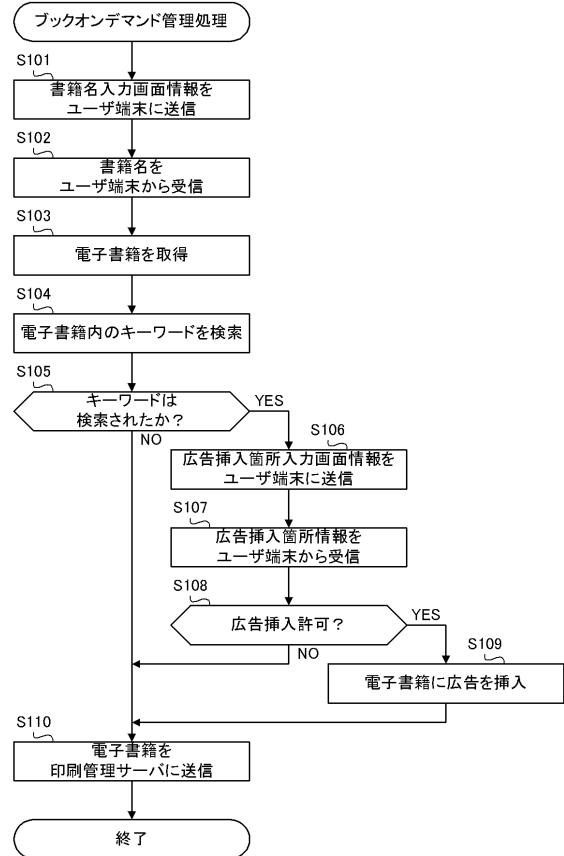 ブックオンデマンド管理処理
S101
書籍名入力画面情報を
ユーザ端末に送信
S102
書籍名を
ユーザ端末から受信
S103
電子書籍を取得
S104
電子書籍内のキーワードを検索
S105
キーワードは
検索されたか？
YES
NO
S106
広告挿入箇所入力画面情報を
ユーザ端末に送信
S107
広告挿入箇所情報を
ユーザ端末から受信
S108
広告挿入許可？
YES
NO
S109
電子書籍に広告を挿入
S110
電子書籍を
印刷管理サーバに送信
終了